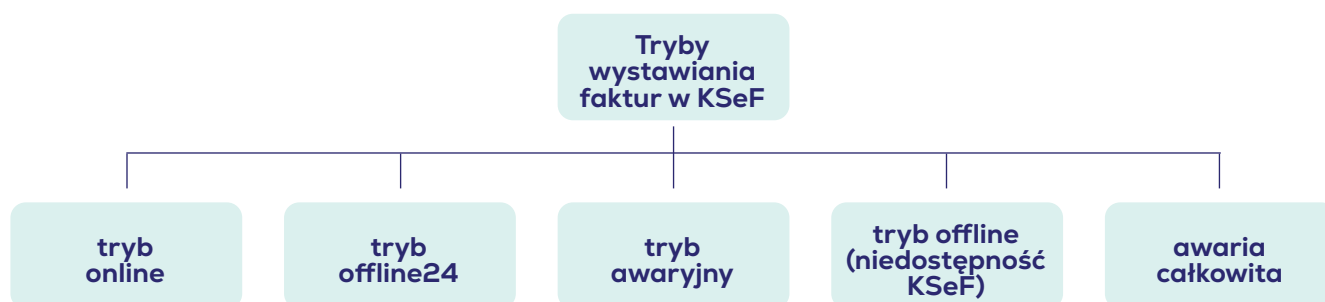 Tryby
wystawiania
faktur w KSeF
tryb
online
tryb
offline24
tryb
awaryjny
tryb offline
(niedostępność
KSeF)
awaria
całkowita